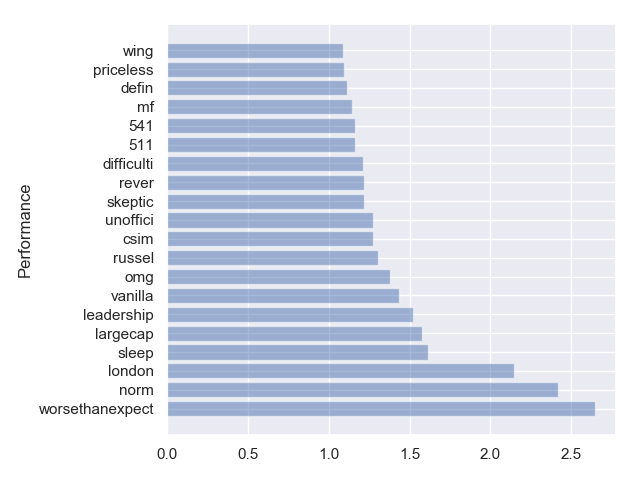 wing
priceless
defin
mf
541
511
difficulti
rever
skeptic
unoffici
csim
russel
omg
vanilla
leadership
largecap
sleep
london
norm
worsethanexpect
Performance
0.0 0.5 1.0 1.5 2.0 2.5